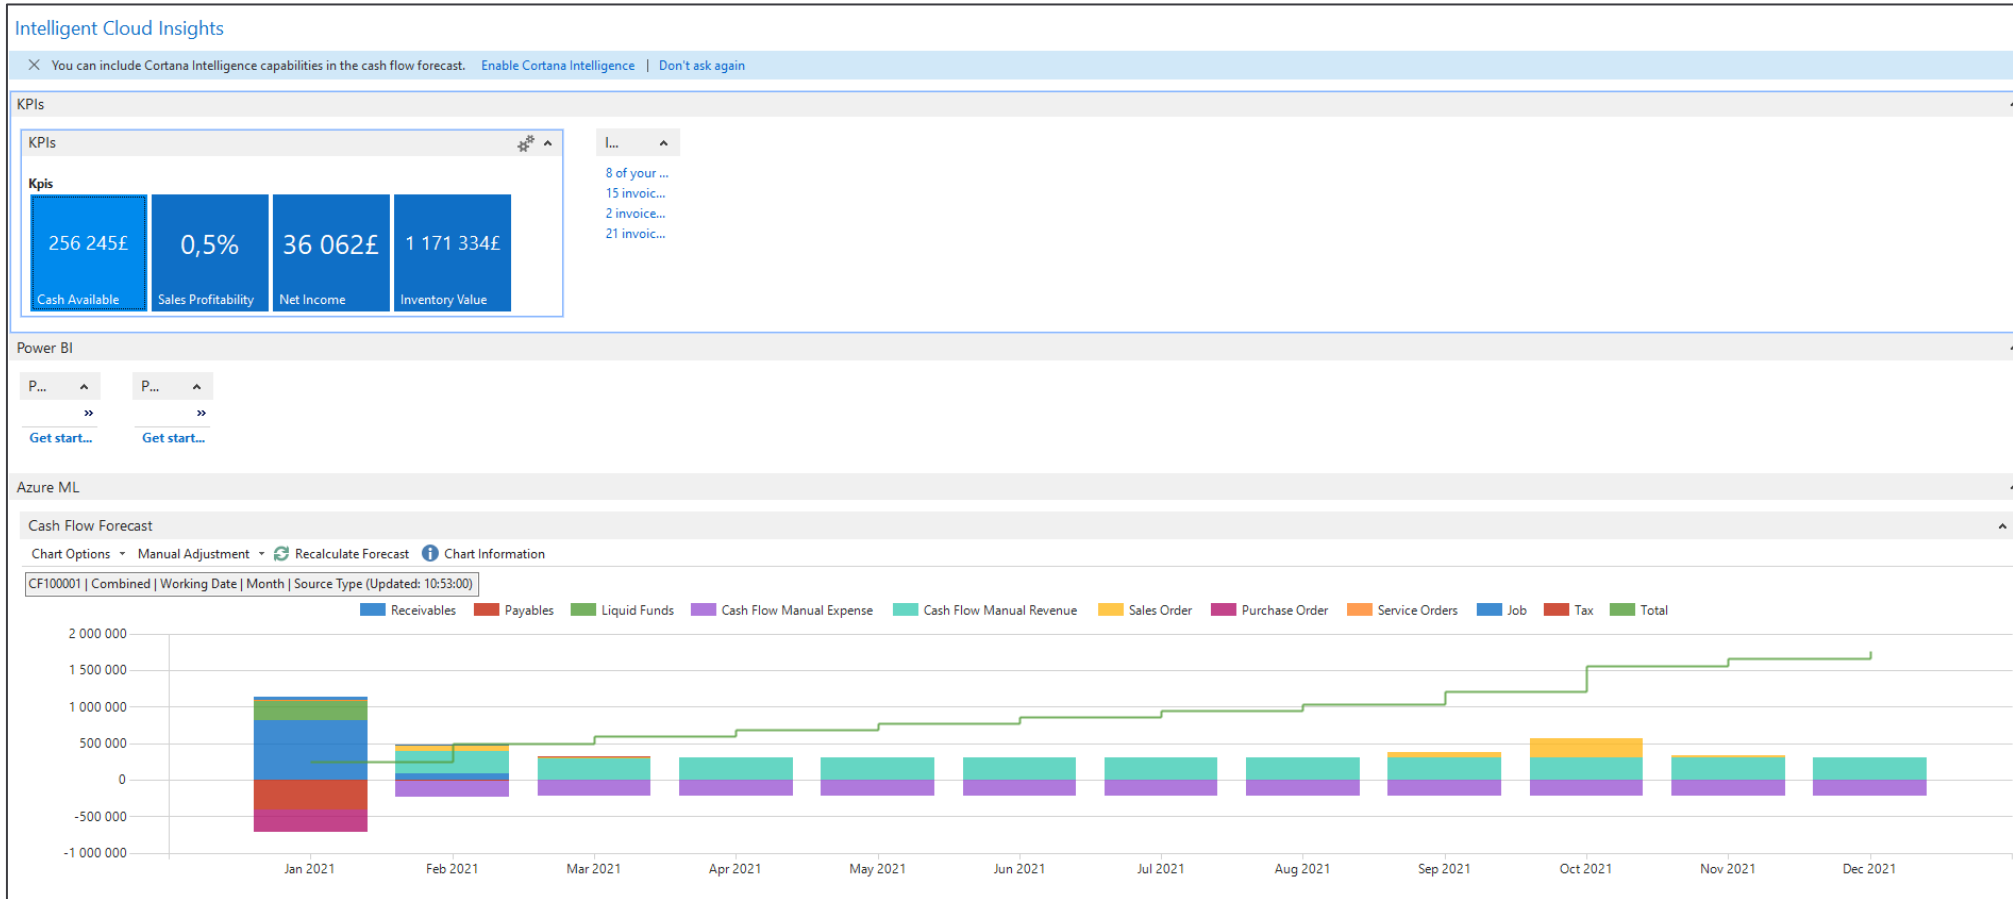 Intelligent Cloud Insights
You can include Cortana Intelligence capabilities in the cash flow forecast. Enable Cortana Intelligence | Don't ask again
KPIs
KPIs
I...
8 of your ...
15 invoic...
2 invoice...
21 invoic...
Kpis
256 245£ 0,5% 36 062£ 1 171 334£
Cash Available Sales Profitability Net Income Inventory Value
Power BI
P... P...
Get start... Get start...
Azure ML
Cash Flow Forecast
Chart Options Manual Adjustment Recalculate Forecast Chart Information
CF100001 | Combined | Working Date | Month | Source Type (Updated: 10:53:00)
Receivables Payables Liquid Funds Cash Flow Manual Expense Cash Flow Manual Revenue Sales Order Purchase Order Service Orders Job Tax Total
2 000 000
1 500 000
1 000 000
500 000
0
-500 000
-1 000 000
Jan 2021 Feb 2021 Mar 2021 Apr 2021 May 2021 Jun 2021 Jul 2021 Aug 2021 Sep 2021 Oct 2021 Nov 2021 Dec 2021